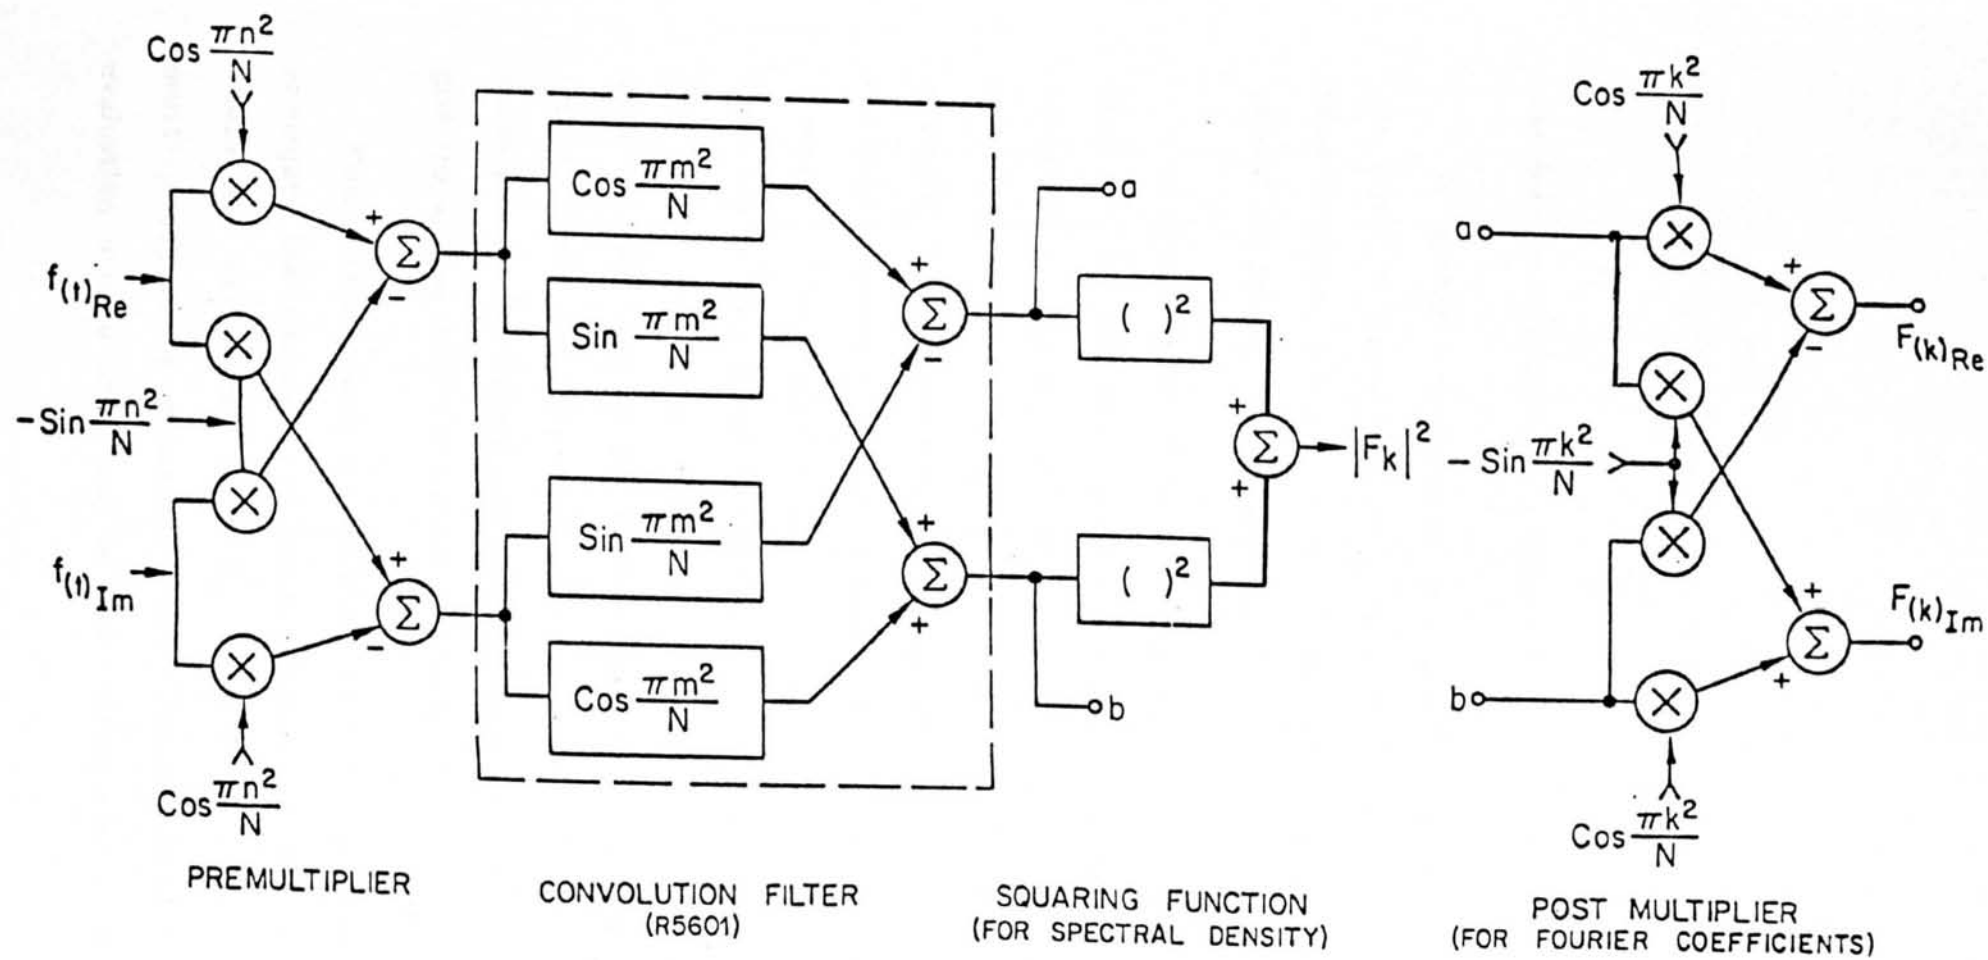 Cos πn²/N
f(t)Re
-Sin πn²/N
f(t)Im
Cos πn²/N
× × × ×
+ Σ -
+ Σ -
PREMULTIPLIER
Cos πm²/N
Sin πm²/N
Sin πm²/N
Cos πm²/N
+ Σ -
+ Σ +
CONVOLUTION FILTER
(R5601)
a
( )²
( )²
b
+ Σ +
|Fk|²
SQUARING FUNCTION
(FOR SPECTRAL DENSITY)
Cos πk²/N
a
- Sin πk²/N
b
Cos πk²/N
× × × ×
+ Σ -
+ Σ +
F(k)Re
F(k)Im
POST MULTIPLIER
(FOR FOURIER COEFFICIENTS)